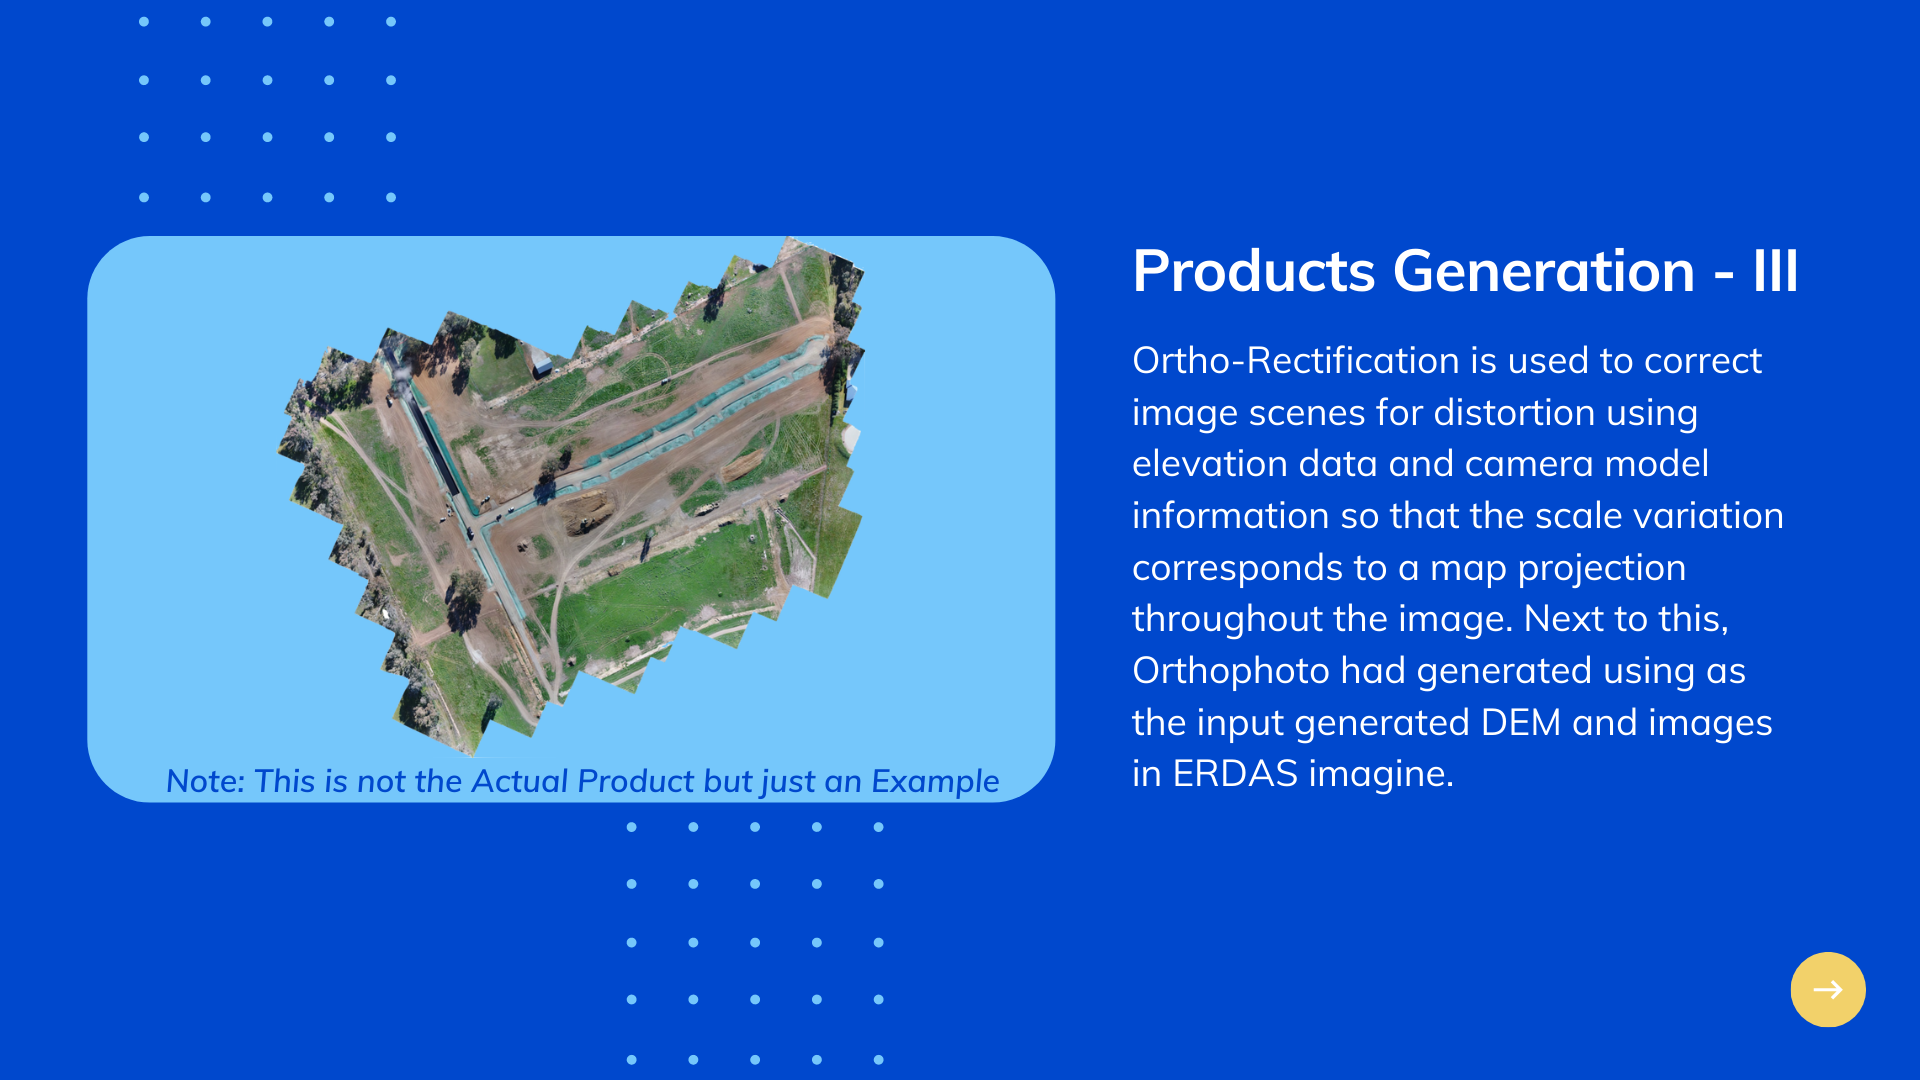 Products Generation - III
Ortho-Rectification is used to correct
image scenes for distortion using
elevation data and camera model
information so that the scale variation
corresponds to a map projection
throughout the image. Next to this,
Orthophoto had generated using as
the input generated DEM and images
in ERDAS imagine.
Note: This is not the Actual Product but just an Example